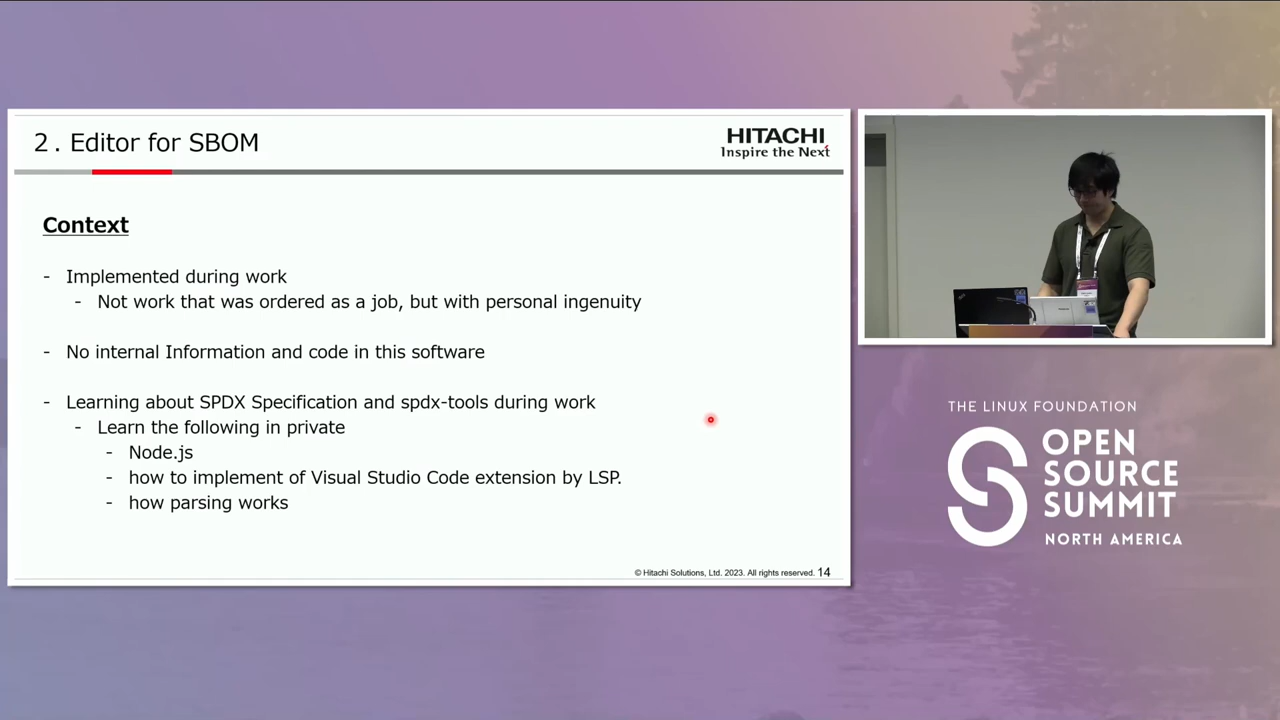 2. Editor for SBOM
HITACHI
Inspire the Next
Context
- Implemented during work
- Not work that was ordered as a job, but with personal ingenuity
- No internal Information and code in this software
- Learning about SPDX Specification and spdx-tools during work
- Learn the following in private
- Node.js
- how to implement of Visual Studio Code extension by LSP.
- how parsing works
© Hitachi Solutions, Ltd. 2023. All rights reserved. 14
THE LINUX FOUNDATION
OPEN
SOURCE
SUMMIT
NORTH AMERICA